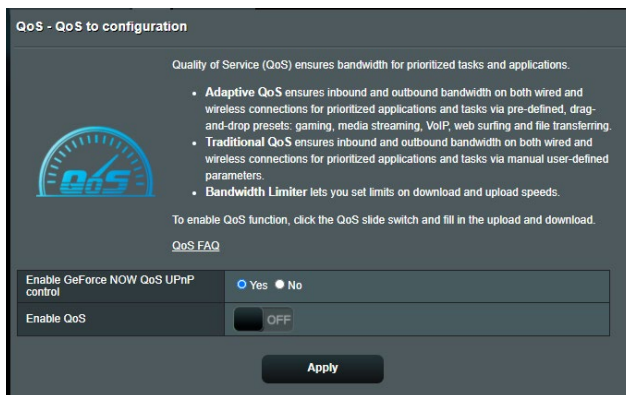 QoS - QoS to configuration
Quality of Service (QoS) ensures bandwidth for prioritized tasks and applications.
• Adaptive QoS ensures inbound and outbound bandwidth on both wired and
wireless connections for prioritized applications and tasks via pre-defined, drag-
and-drop presets: gaming, media streaming, VoIP, web surfing and file transferring.
• Traditional QoS ensures inbound and outbound bandwidth on both wired and
wireless connections for prioritized applications and tasks via manual user-defined
parameters.
• Bandwidth Limiter lets you set limits on download and upload speeds.
QoS
To enable QoS function, click the QoS slide switch and fill in the upload and download.
QoS FAQ
Enable GeForce NOW QoS UPnP
control
Yes No
Enable QoS
OFF
Apply